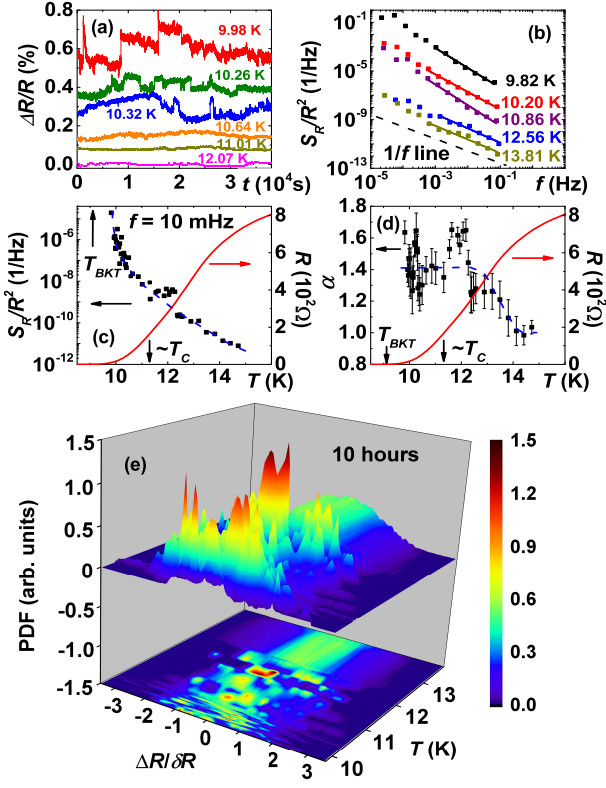 (a)
ΔR/R (%)
0.8
0.6
0.4
0.2
0.0
9.98 K
10.26 K
10.32 K
10.64 K
11.01 K
12.07 K
0 1 2 3
t (10⁴s)
(b)
S_R/R² (1/Hz)
10⁻¹
10⁻⁵
10⁻⁹
10⁻¹³
9.82 K
10.20 K
10.86 K
12.56 K
13.81 K
1/f line
10⁻⁵ 10⁻³ 10⁻¹
f (Hz)
(c)
f = 10 mHz
S_R/R² (1/Hz)
10⁻⁶
10⁻⁸
10⁻¹⁰
10⁻¹²
T_BKT
~T_C
8
6
4
2
0
R (10²Ω)
10 12 14 T (K)
(d)
α
1.8
1.6
1.4
1.2
1.0
0.8
T_BKT
~T_C
8
6
4
2
0
R (10²Ω)
10 12 14 T (K)
(e)
10 hours
PDF (arb. units)
1.5
1.0
0.5
0
-0.5
-1.0
-1.5
-3 -2 -1 0 1 2 3
ΔR/δR
10 11 12 13
T (K)
1.5
1.2
0.9
0.6
0.3
0.0